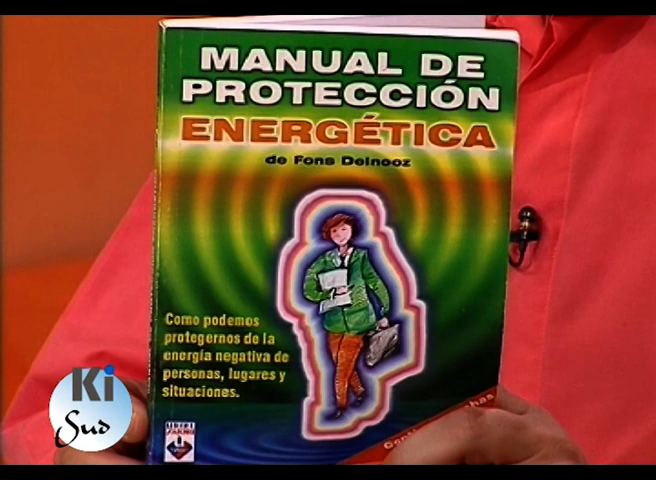 MANUAL DE
PROTECCIÓN
ENERGÉTICA
de Fons Delnooz
Como podemos
protegernos de la
energía negativa de
personas, lugares y
situaciones.
Ki
Sud